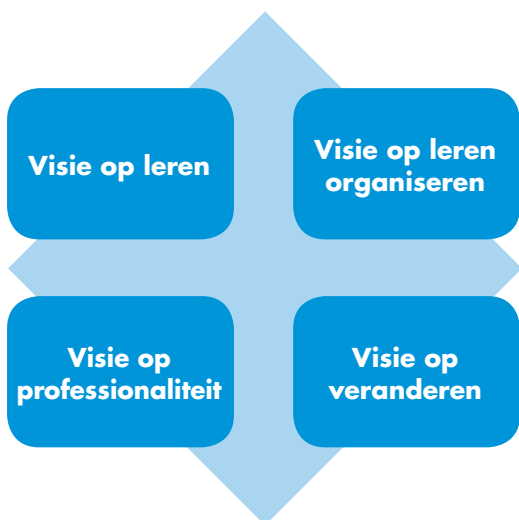 Visie op leren
Visie op leren
organiseren
Visie op
professionaliteit
Visie op
veranderen